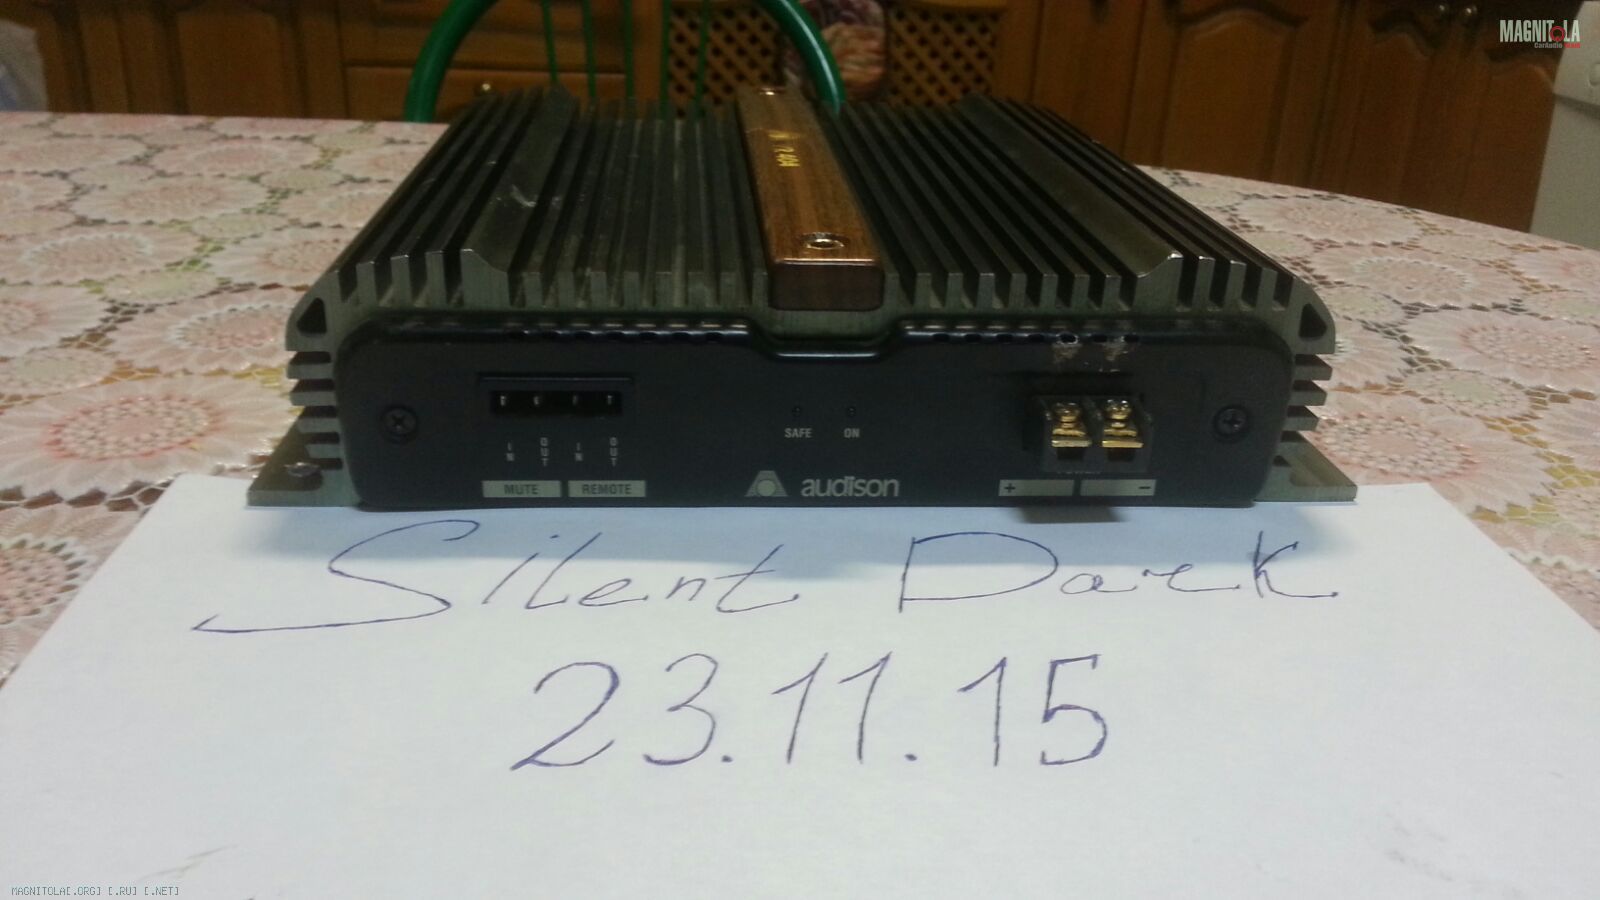 MAGNITOLA
CarAudio
IN
OUT
IN
OUT
MUTE
REMOTE
SAFE
ON
audison
+
−
Silent Dark
23.11.15
MAGNITOLA[.ORG] [.RU] [.NET]